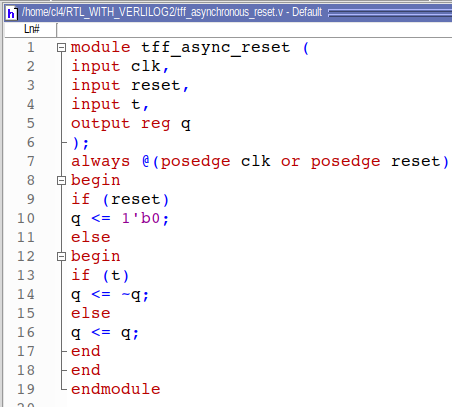 /home/cl4/RTL_WITH_VERLILOG2/tff_asynchronous_reset.v - Default
Ln#
1 module tff_async_reset (
2 input clk,
3 input reset,
4 input t,
5 output reg q
6 );
7 always @(posedge clk or posedge reset)
8 begin
9 if (reset)
10 q <= 1'b0;
11 else
12 begin
13 if (t)
14 q <= ~q;
15 else
16 q <= q;
17 end
18 end
19 endmodule